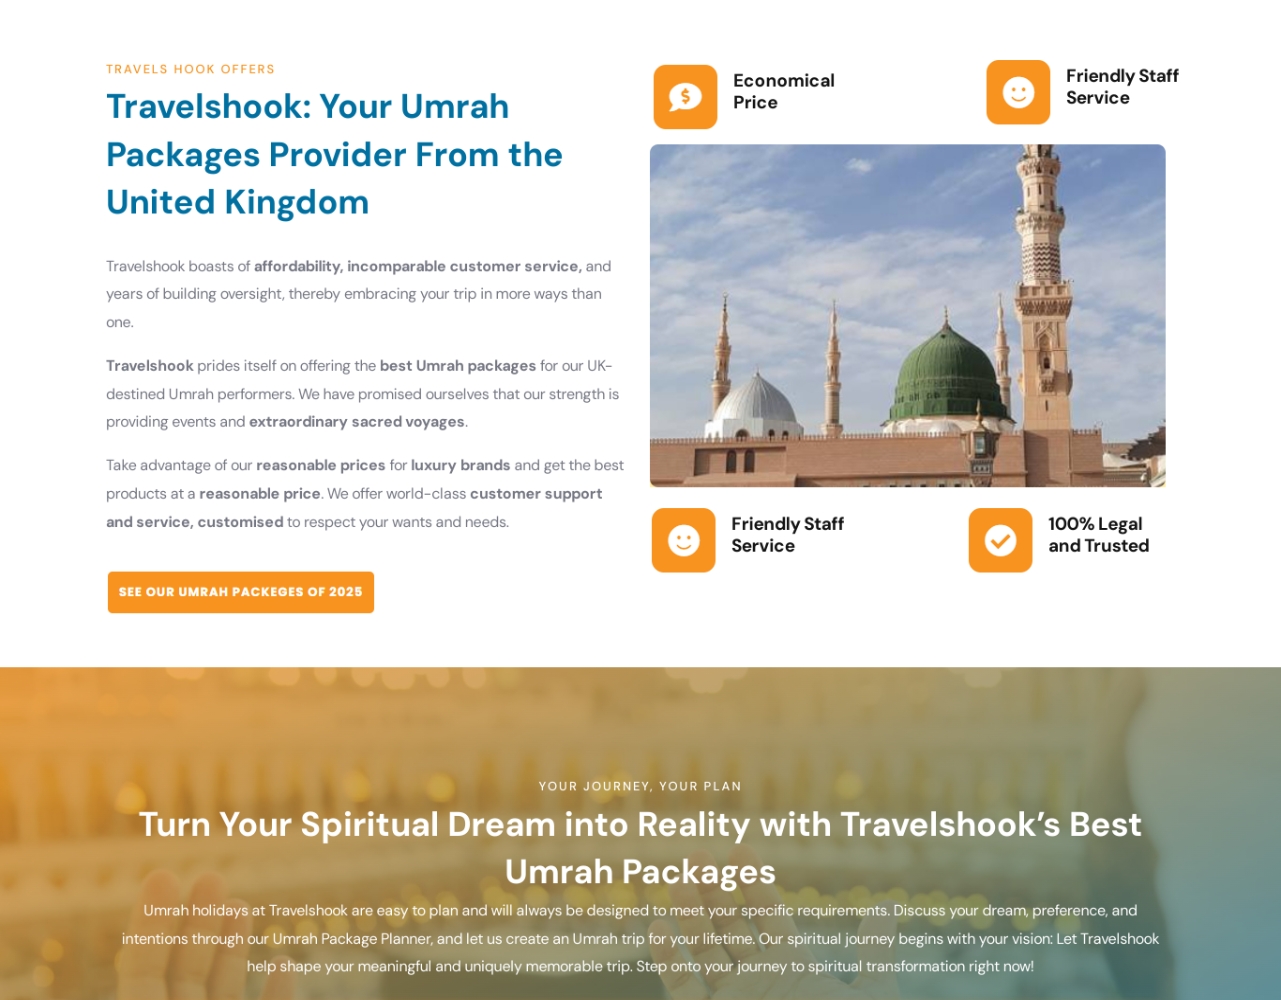 TRAVELS HOOK OFFERS
Travelshook: Your Umrah
Packages Provider From the
United Kingdom
Travelshook boasts of affordability, incomparable customer service, and
years of building oversight, thereby embracing your trip in more ways than
one.
Travelshook prides itself on offering the best Umrah packages for our UK-
destined Umrah performers. We have promised ourselves that our strength is
providing events and extraordinary sacred voyages.
Take advantage of our reasonable prices for luxury brands and get the best
products at a reasonable price. We offer world-class customer support
and service, customised to respect your wants and needs.
SEE OUR UMRAH PACKEGES OF 2025
Economical
Price
Friendly Staff
Service
Friendly Staff
Service
100% Legal
and Trusted
YOUR JOURNEY, YOUR PLAN
Turn Your Spiritual Dream into Reality with Travelshook’s Best
Umrah Packages
Umrah holidays at Travelshook are easy to plan and will always be designed to meet your specific requirements. Discuss your dream, preference, and
intentions through our Umrah Package Planner, and let us create an Umrah trip for your lifetime. Our spiritual journey begins with your vision: Let Travelshook
help shape your meaningful and uniquely memorable trip. Step onto your journey to spiritual transformation right now!